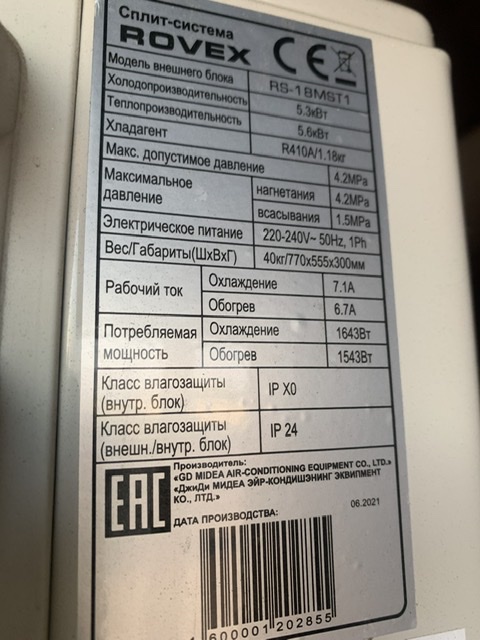 Сплит-система
ROVEX CE
Модель внешнего блока RS-18MST1
Холодопроизводительность 5.3кВт
Теплопроизводительность 5.6кВт
Хладагент R410A/1.18кг
Макс. допустимое давление 4.2MPa
Максимальное давление нагнетания 4.2MPa
всасывания 1.5MPa
Электрическое питание 220-240V~ 50Hz, 1Ph
Вес/Габариты(ШхВхГ) 40кг/770х555х300мм
Рабочий ток Охлаждение 7.1A
Обогрев 6.7A
Потребляемая мощность Охлаждение 1643Вт
Обогрев 1543Вт
Класс влагозащиты
(внутр. блок) IP X0
Класс влагозащиты
(внешн./внутр. блок) IP 24
EAC
Производитель:
«GD MIDEA AIR-CONDITIONING EQUIPMENT CO., LTD.»
«ДжиДи МИДЕА ЭЙР-КОНДИШЭНИНГ ЭКВИПМЕНТ
КО., ЛТД.»
06.2021
ДАТА ПРОИЗВОДСТВА:
600001 202855